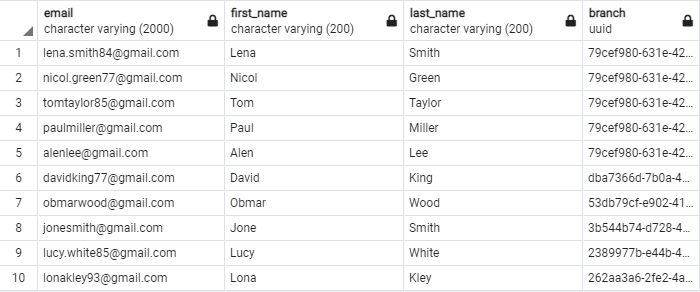 email first_name last_name branch
character varying (2000) character varying (200) character varying (200) uuid
1 lena.smith84@gmail.com Lena Smith 79cef980-631e-42...
2 nicol.green77@gmail.com Nicol Green 79cef980-631e-42...
3 tomtaylor85@gmail.com Tom Taylor 79cef980-631e-42...
4 paulmiller@gmail.com Paul Miller 79cef980-631e-42...
5 alenlee@gmail.com Alen Lee 79cef980-631e-42...
6 davidking77@gmail.com David King dba7366d-7b0a-4...
7 obmarwood@gmail.com Obmar Wood 53db79cf-e902-41...
8 jonesmith@gmail.com Jone Smith 3b544b74-d728-4...
9 lucy.white85@gmail.com Lucy White 2389977b-e44b-4...
10 lonakley93@gmail.com Lona Kley 262aa3a6-2fe2-4a...